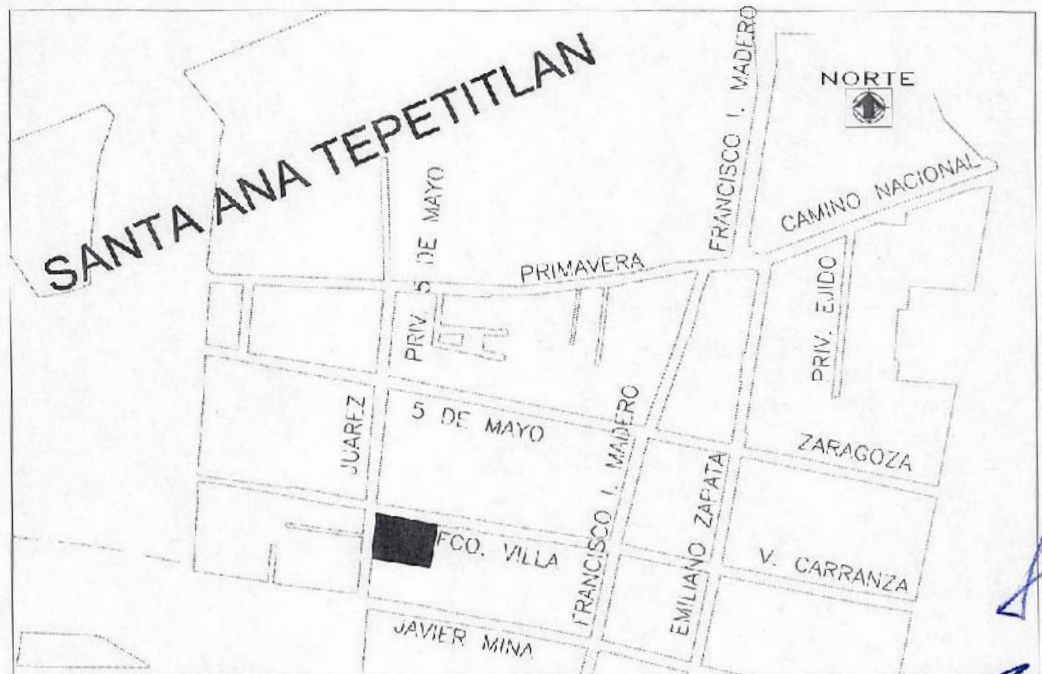 SANTA ANA TEPETITLAN
NORTE
FRANCISCO I. MADERO
CAMINO NACIONAL
PRIV. 5 DE MAYO
PRIMAVERA
PRIV. EJIDO
JUAREZ
5 DE MAYO
FRANCISCO I. MADERO
ZARAGOZA
EMILIANO ZAPATA
FCO. VILLA
V. CARRANZA
JAVIER MINA